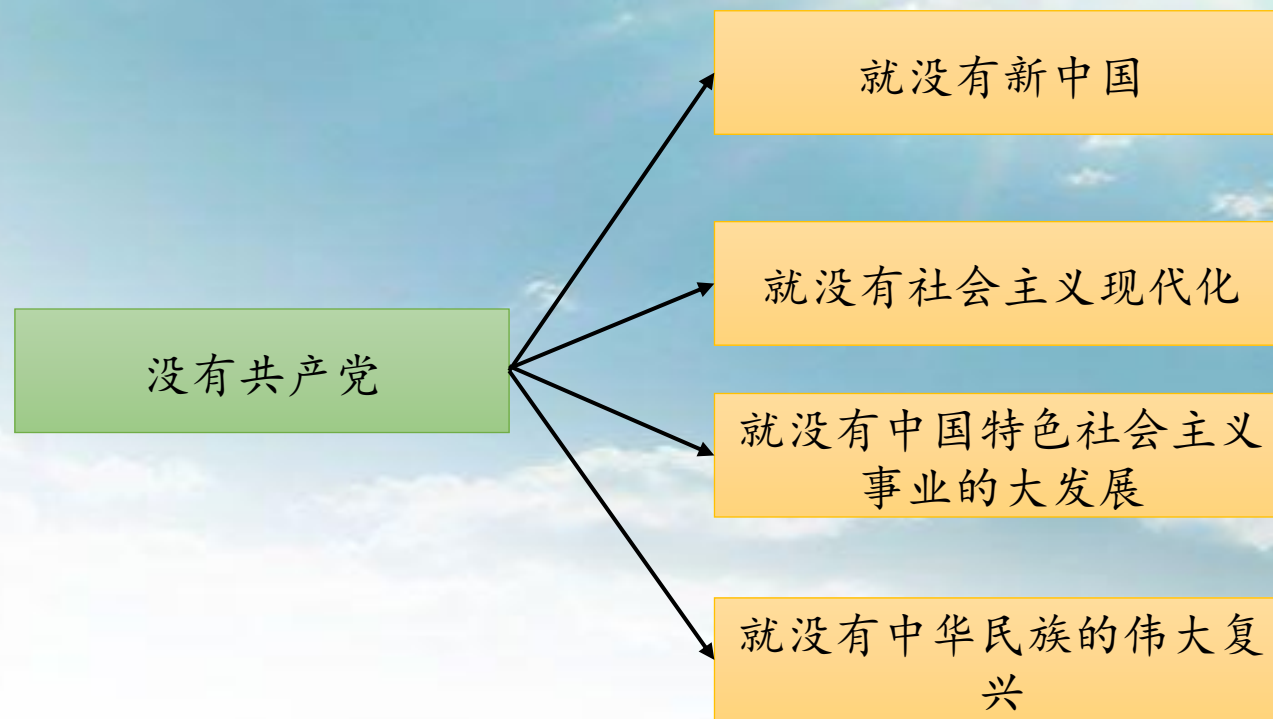 没有共产党
就没有新中国
就没有社会主义现代化
就没有中国特色社会主义
事业的大发展
就没有中华民族的伟大复
兴